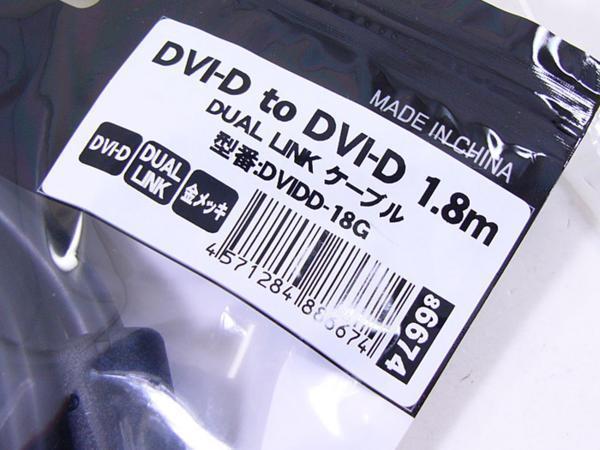 DVI-D to DVI-D 1.8m
DUAL LINK ケーブル
型番:DVIDD-18G
DVI-D
DUAL
LINK
金メッキ
4571284886674
86674
MADE IN CHINA